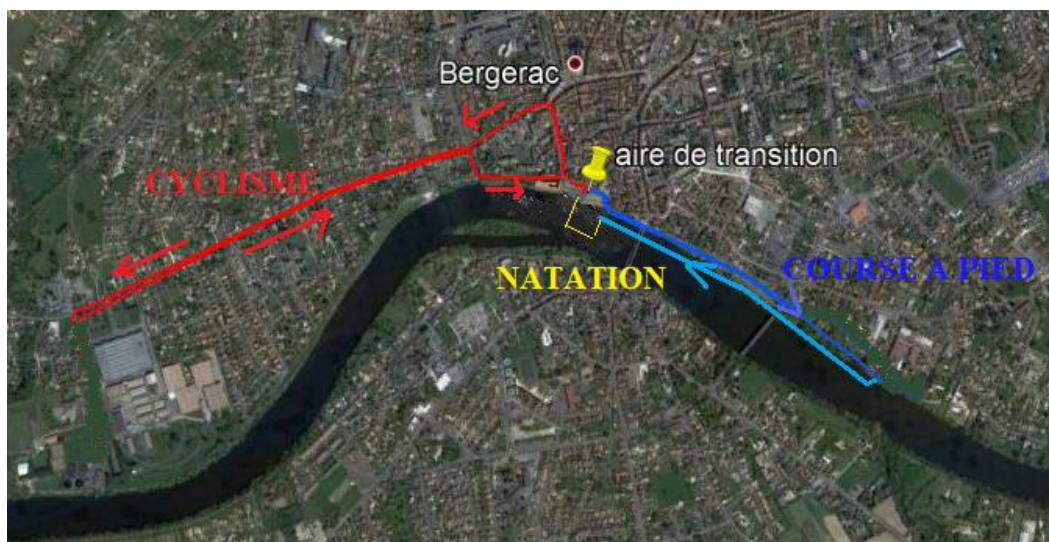 Bergerac
aire de transition
CYCLISME
NATATION
COURSE A PIED